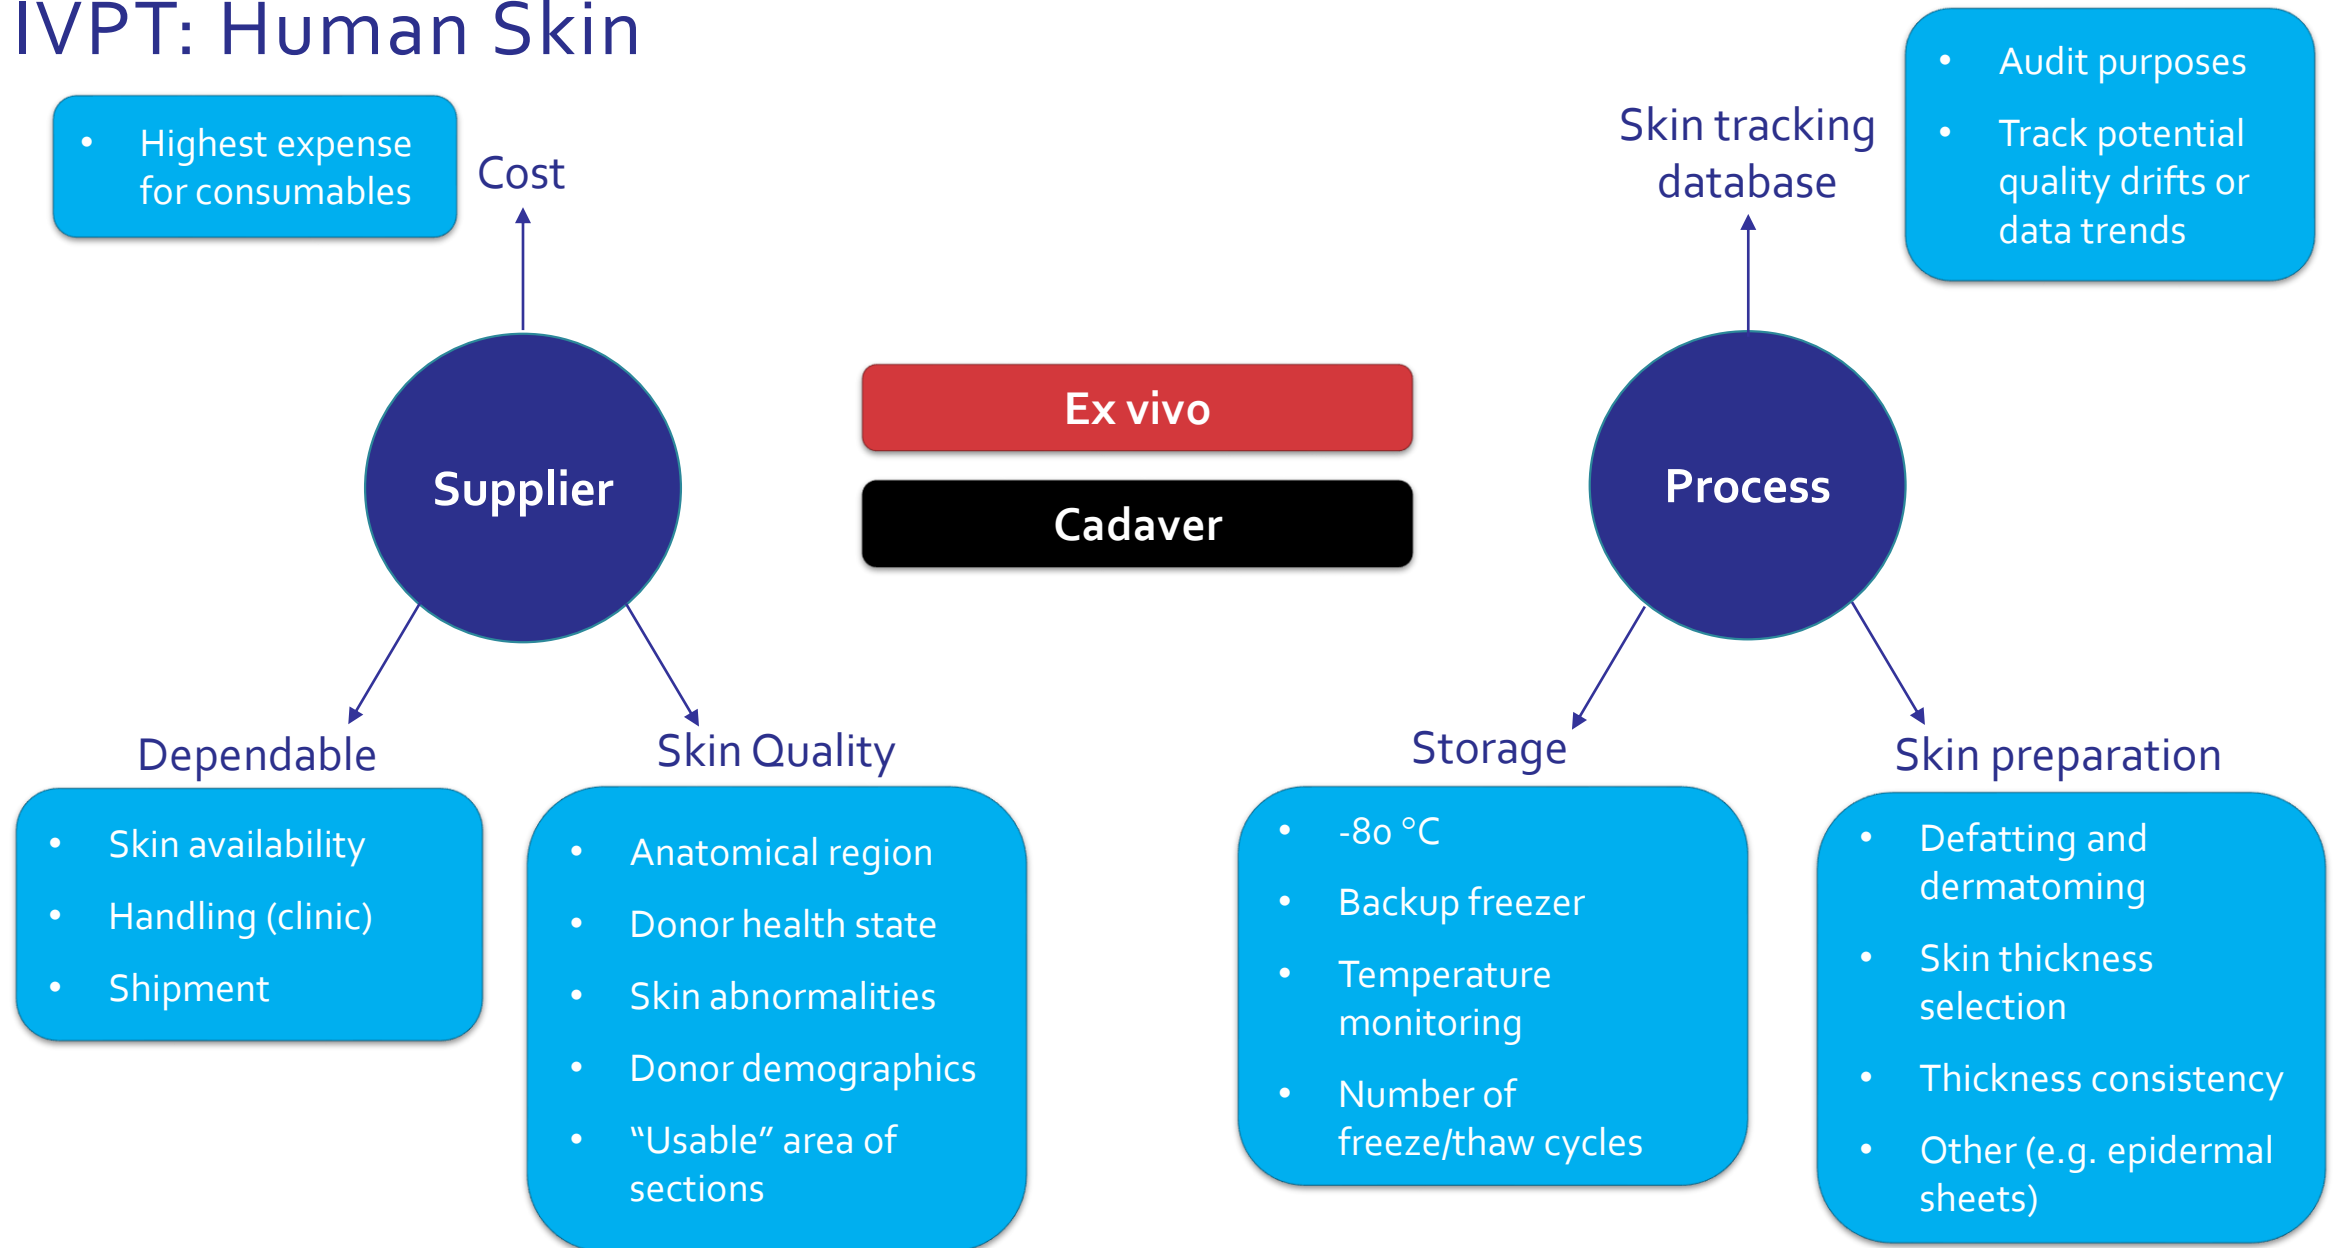 IVPT: Human Skin
• Highest expense
for consumables
Cost
Supplier
Dependable
• Skin availability
• Handling (clinic)
• Shipment
Skin Quality
• Anatomical region
• Donor health state
• Skin abnormalities
• Donor demographics
• “Usable” area of
sections
Ex vivo
Cadaver
Skin tracking
database
• Audit purposes
• Track potential
quality drifts or
data trends
Process
Storage
• -80 °C
• Backup freezer
• Temperature
monitoring
• Number of
freeze/thaw cycles
Skin preparation
• Defatting and
dermatoming
• Skin thickness
selection
• Thickness consistency
• Other (e.g. epidermal
sheets)